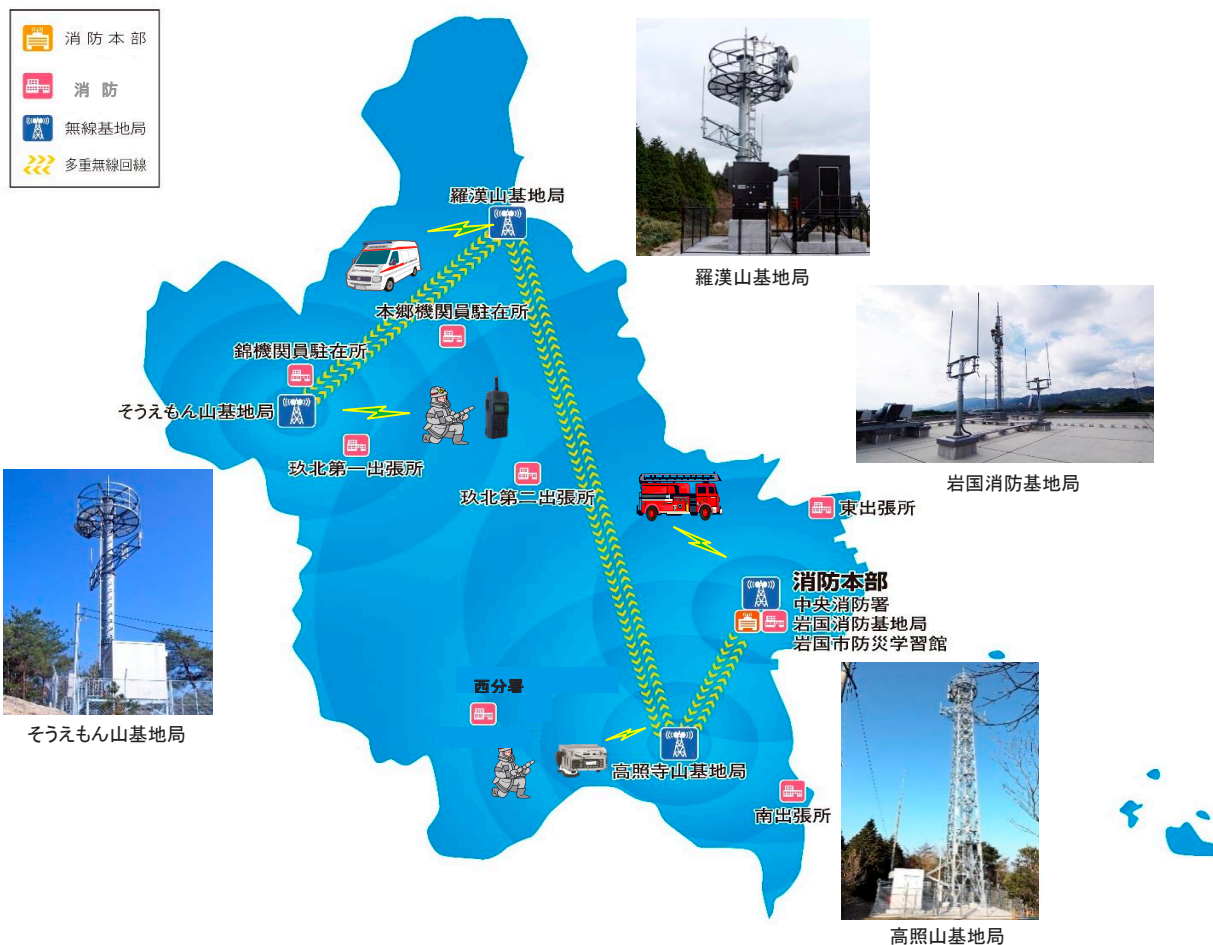 消防本部
消 防
無線基地局
多重無線回線
羅漢山基地局
羅漢山基地局
本郷機関員駐在所
錦機関員駐在所
そうえもん山基地局
玖北第一出張所
玖北第二出張所
岩国消防基地局
東出張所
消防本部
中央消防署
岩国消防基地局
岩国市防災学習館
西分署
そうえもん山基地局
高照寺山基地局
南出張所
高照山基地局